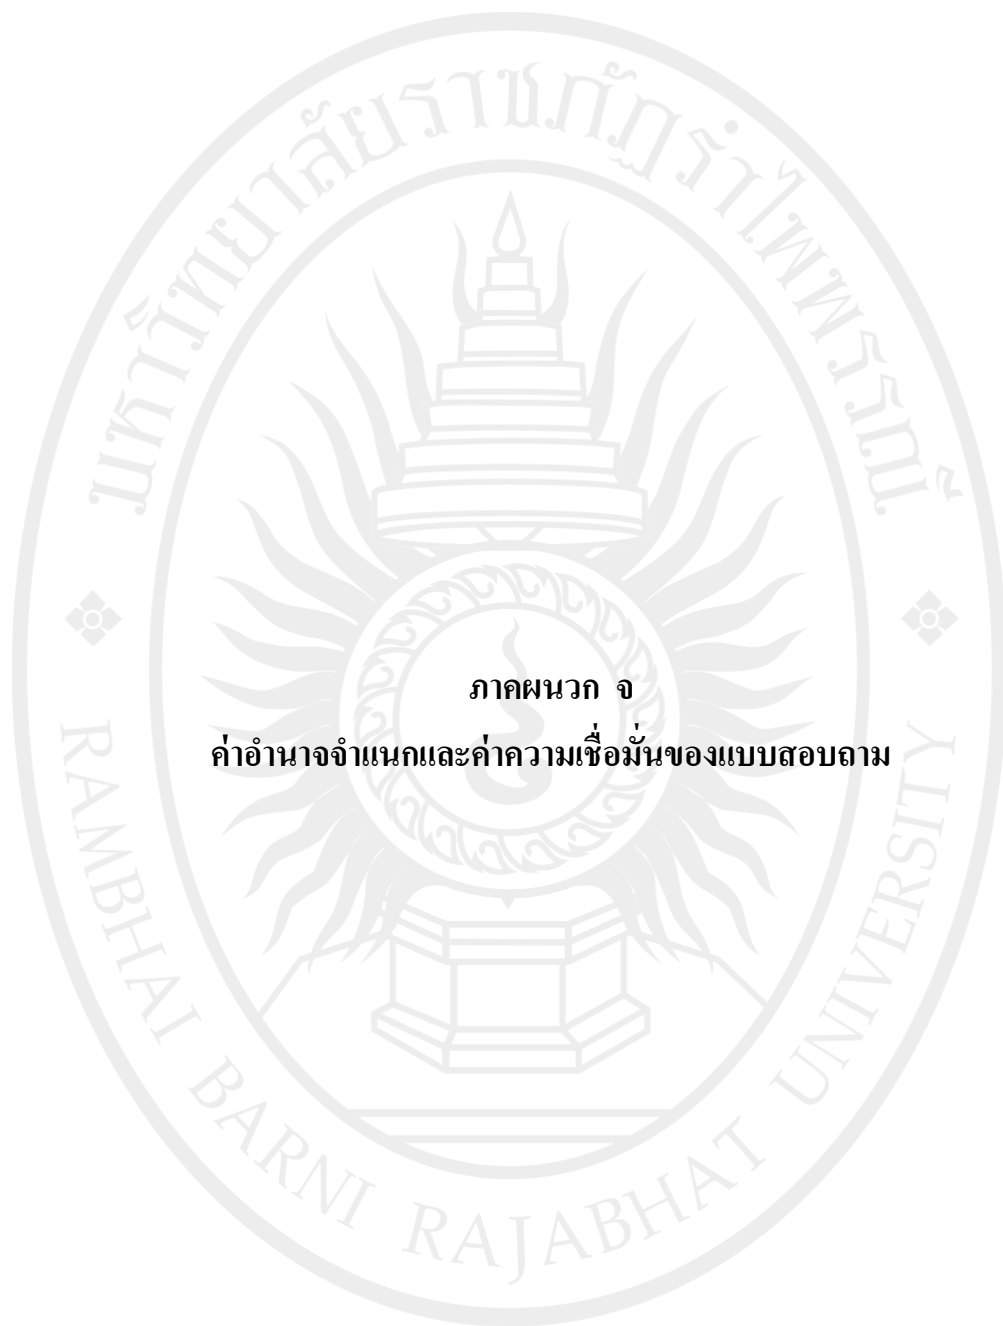 มหาวิทยาลัยราชภัฏรำไพพรรณี
ภาคผนวก จ
ค่าอำนาจจำแนกและค่าความเชื่อมั่นของแบบสอบถาม
RAMBHAI BARNI RAJABHAT UNIVERSITY